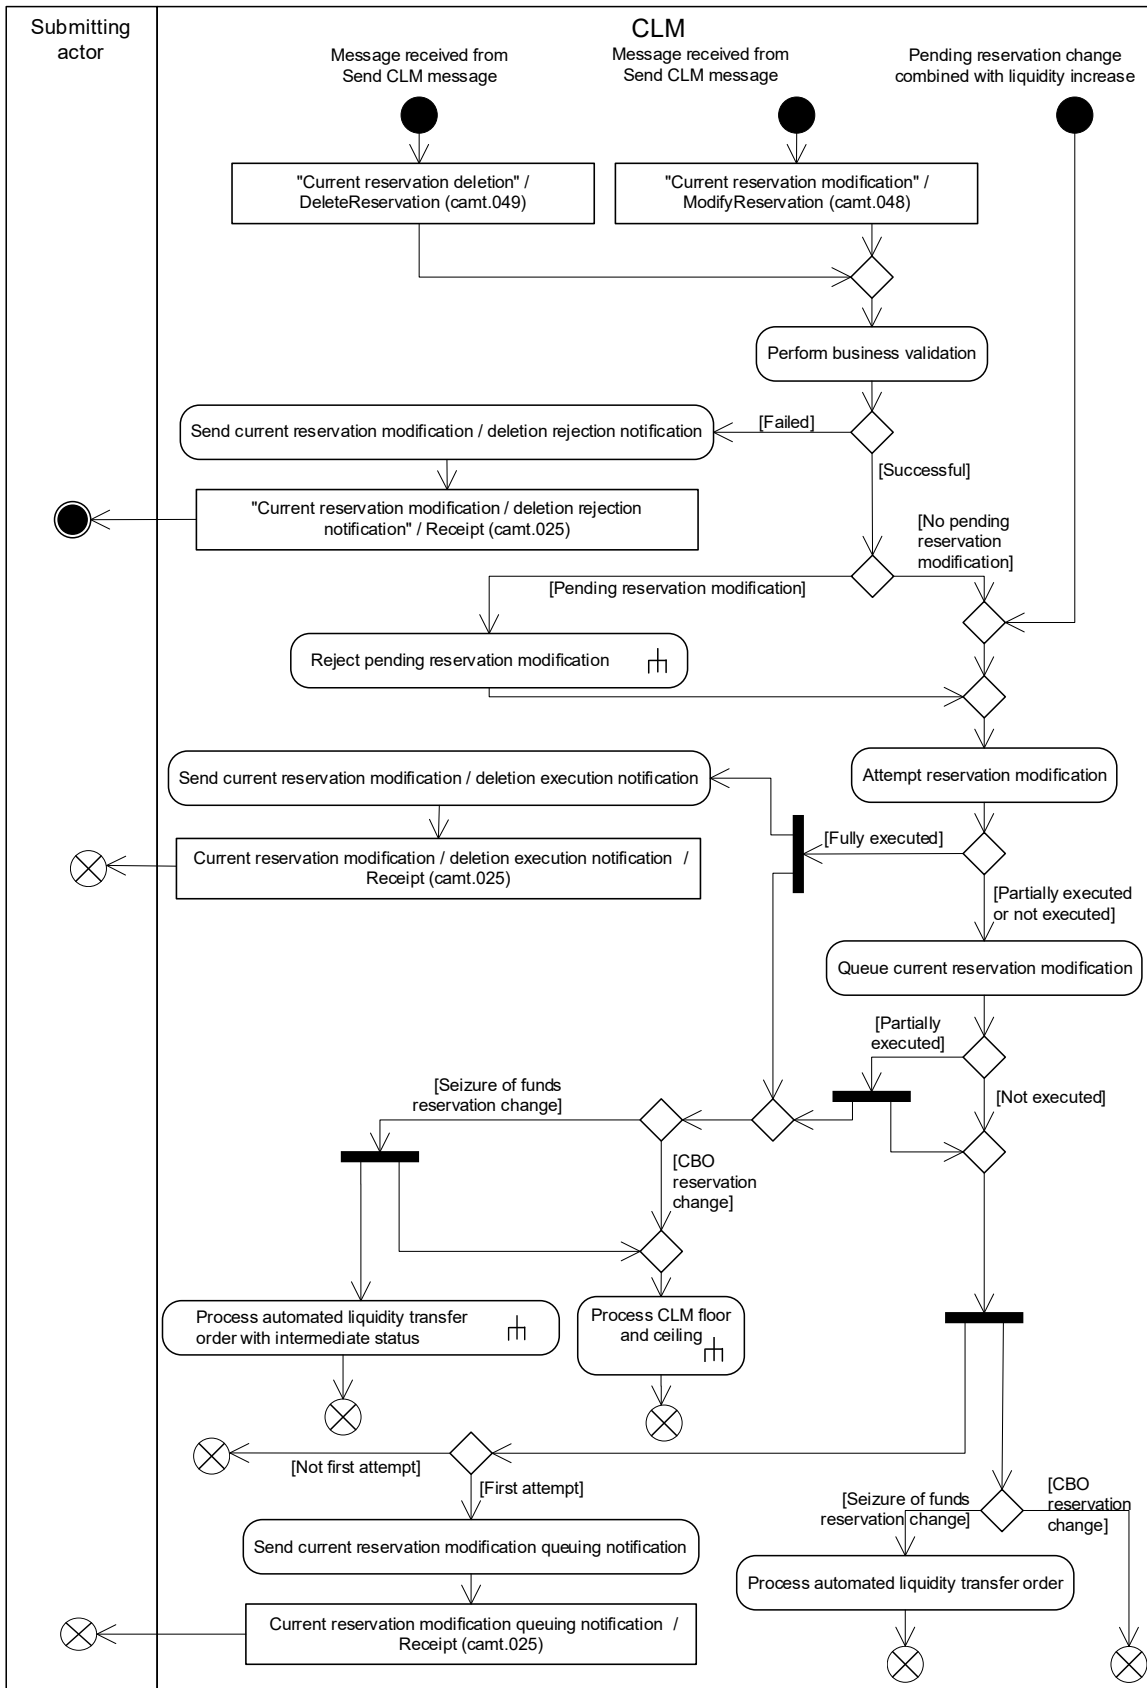 Submitting
actor
CLM
Message received from
Send CLM message
Message received from
Send CLM message
Pending reservation change
combined with liquidity increase
"Current reservation deletion" /
DeleteReservation (camt.049)
"Current reservation modification" /
ModifyReservation (camt.048)
Perform business validation
Send current reservation modification / deletion rejection notification
[Failed]
[Successful]
"Current reservation modification / deletion rejection
notification" / Receipt (camt.025)
[No pending
reservation
modification]
[Pending reservation modification]
Reject pending reservation modification
Send current reservation modification / deletion execution notification
Attempt reservation modification
[Fully executed]
Current reservation modification / deletion execution notification /
Receipt (camt.025)
[Partially executed
or not executed]
Queue current reservation modification
[Partially
executed]
[Seizure of funds
reservation change]
[Not executed]
[CBO
reservation
change]
Process automated liquidity transfer
order with intermediate status
Process CLM floor
and ceiling
[Not first attempt]
[First attempt]
[Seizure of funds
reservation change]
[CBO
reservation
change]
Send current reservation modification queuing notification
Process automated liquidity transfer order
Current reservation modification queuing notification /
Receipt (camt.025)